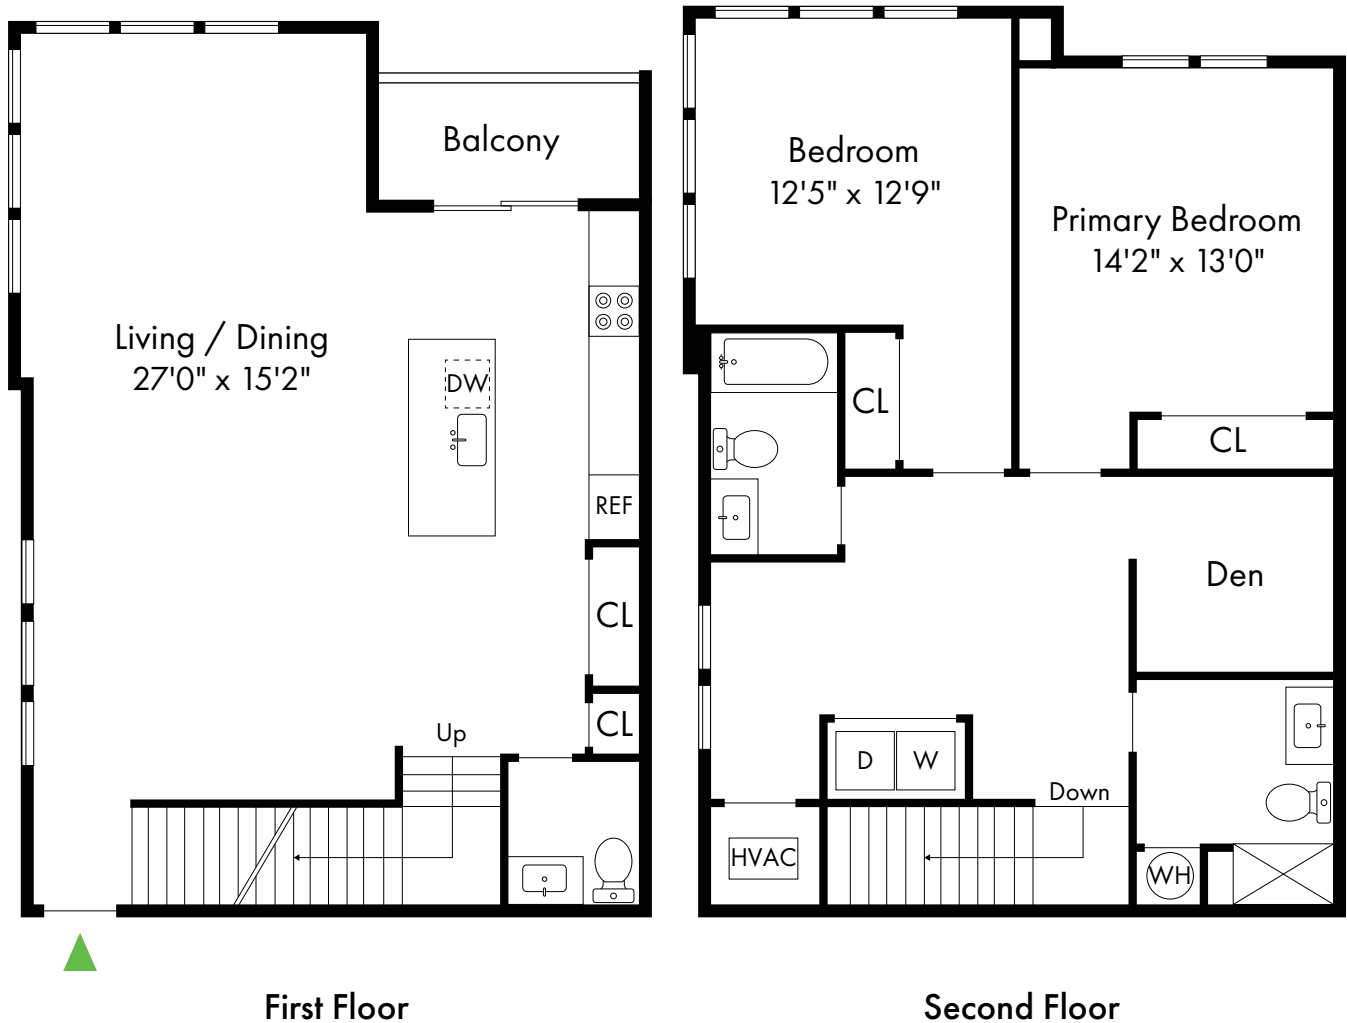 Balcony
Living / Dining
27'0" x 15'2"
DW
REF
CL
CL
Up
First Floor
Bedroom
12'5" x 12'9"
Primary Bedroom
14'2" x 13'0"
CL
CL
Den
D
W
Down
HVAC
WH
Second Floor